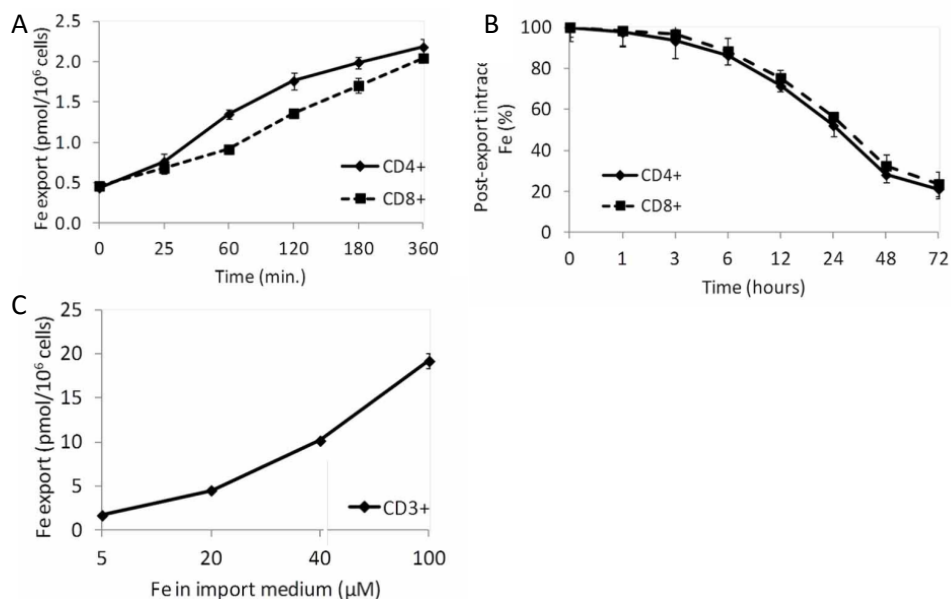 A
Fe export (pmol/10⁶ cells)
2.5
2.0
1.5
1.0
0.5
0.0
CD4+
CD8+
0 25 60 120 180 360
Time (min.)
B
Post-export intrace
Fe (%)
100
80
60
40
20
0
CD4+
CD8+
0 1 3 6 12 24 48 72
Time (hours)
C
Fe export (pmol/10⁶ cells)
25
20
15
10
5
0
CD3+
5 20 40 100
Fe in import medium (µM)